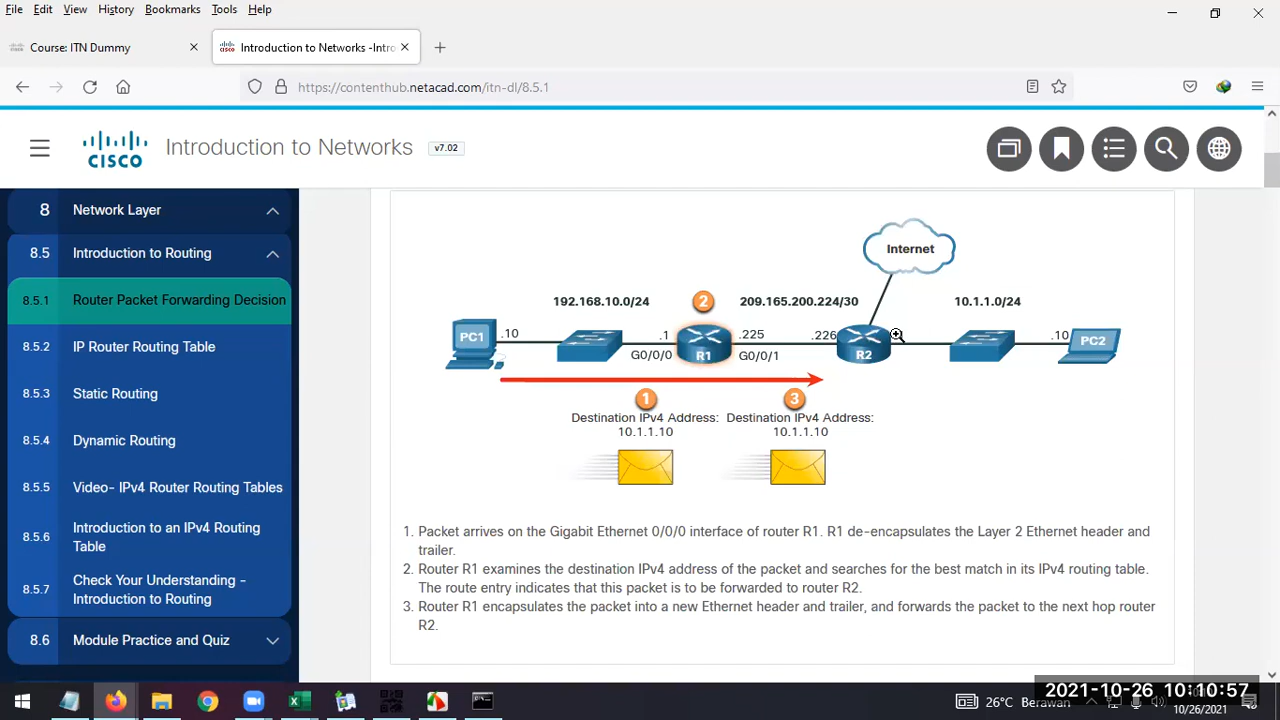 File Edit View History Bookmarks Tools Help
Course: ITN Dummy
Introduction to Networks -Intro
https://contenthub.netacad.com/itn-dl/8.5.1
CISCO
Introduction to Networks
v7.02
8 Network Layer
8.5 Introduction to Routing
8.5.1 Router Packet Forwarding Decision
8.5.2 IP Router Routing Table
8.5.3 Static Routing
8.5.4 Dynamic Routing
8.5.5 Video- IPv4 Router Routing Tables
8.5.6 Introduction to an IPv4 Routing
Table
8.5.7 Check Your Understanding -
Introduction to Routing
8.6 Module Practice and Quiz
Internet
192.168.10.0/24 2 209.165.200.224/30 10.1.1.0/24
PC1 .10 .1 .225 .226 .10 PC2
G0/0/0 R1 G0/0/1 R2
1 3
Destination IPv4 Address: Destination IPv4 Address:
10.1.1.10 10.1.1.10
1. Packet arrives on the Gigabit Ethernet 0/0/0 interface of router R1. R1 de-encapsulates the Layer 2 Ethernet header and
trailer.
2. Router R1 examines the destination IPv4 address of the packet and searches for the best match in its IPv4 routing table.
The route entry indicates that this packet is to be forwarded to router R2.
3. Router R1 encapsulates the packet into a new Ethernet header and trailer, and forwards the packet to the next hop router
R2.
26°C Berawan
2021-10-26 10:10:57
10/26/2021